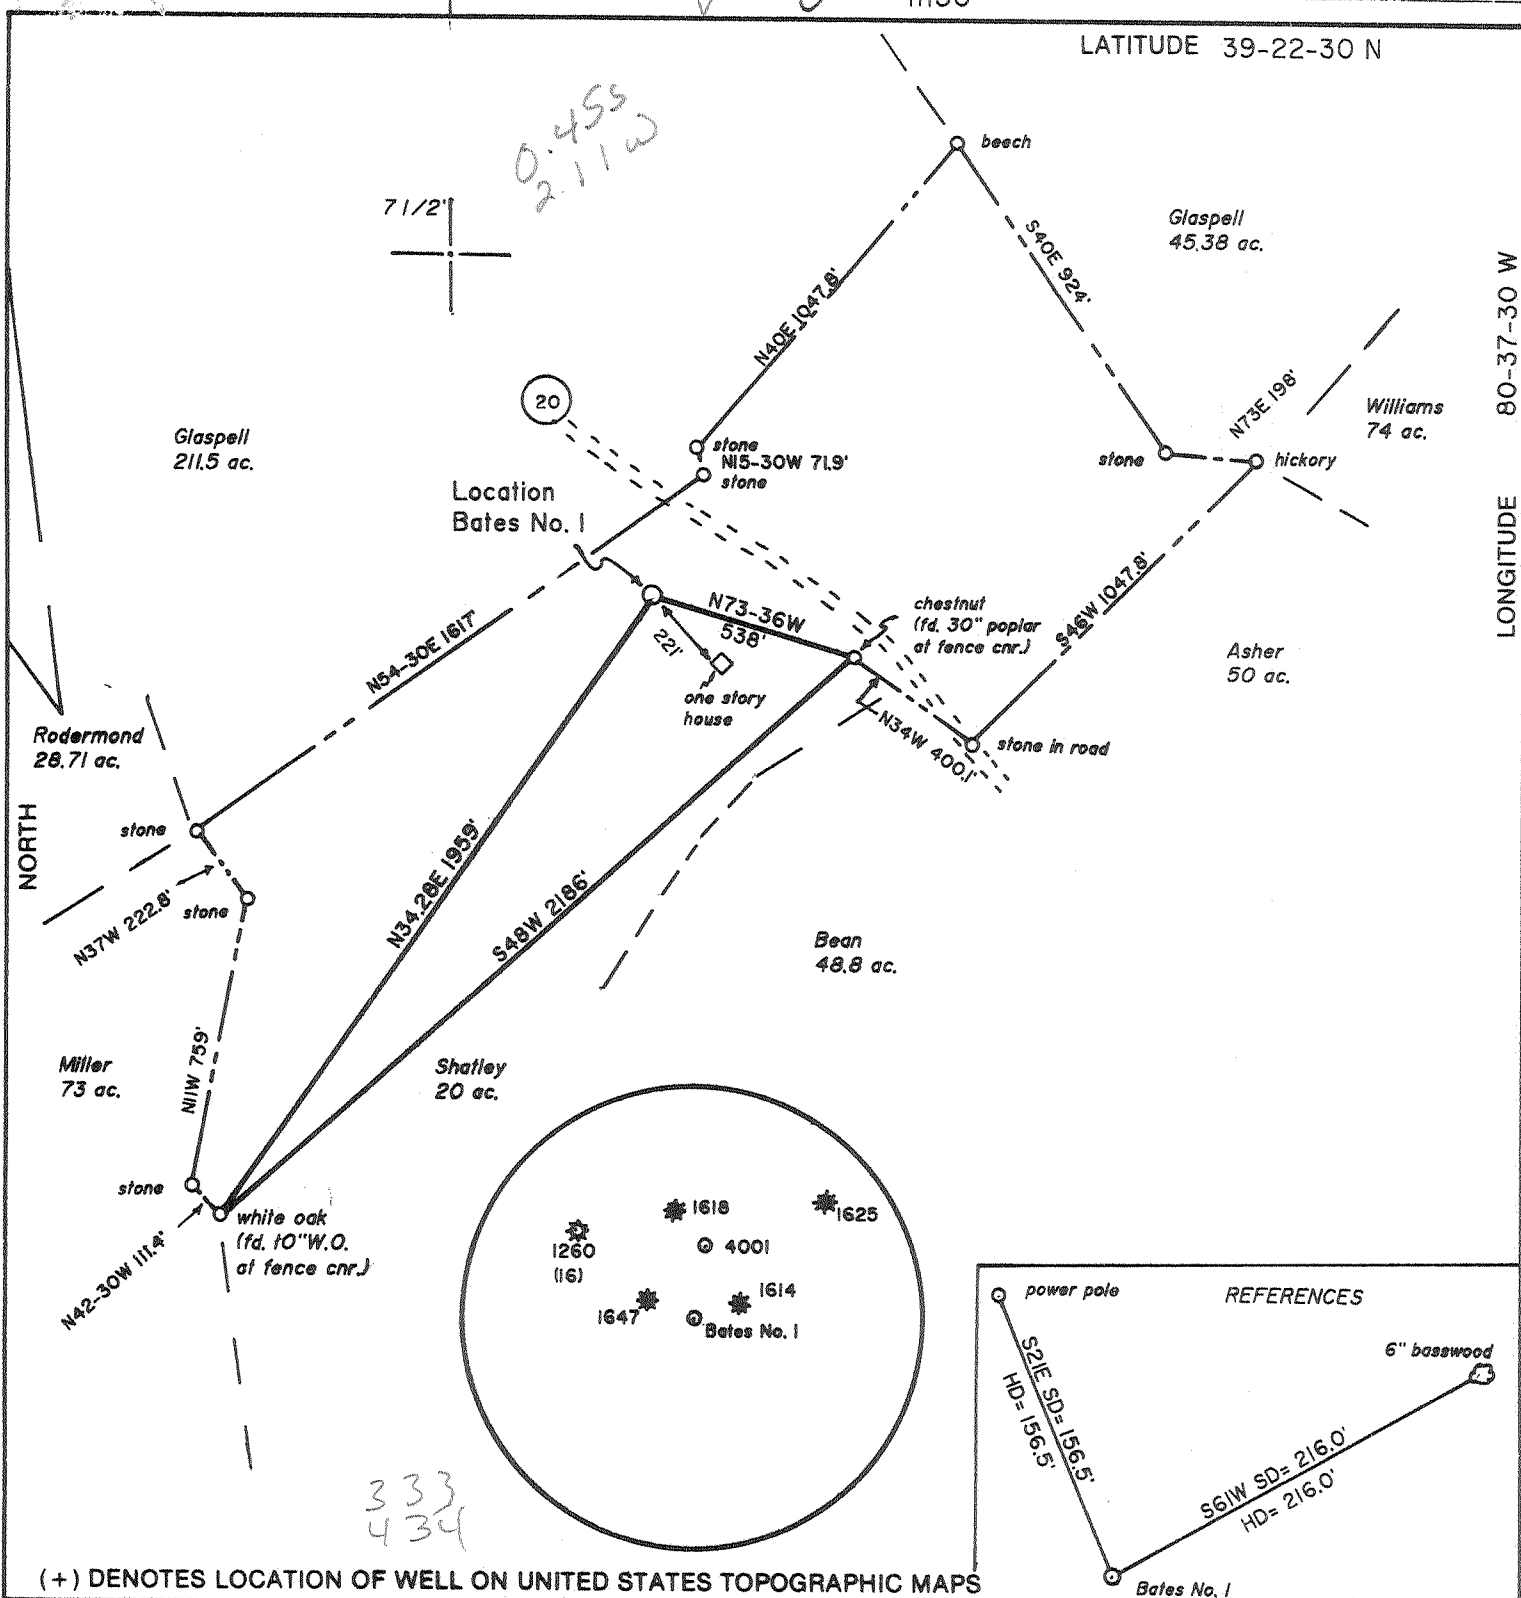 LATITUDE 39-22-30 N
0.45S
2.11W
7 1/2'
beech
Glaspell
45.38 ac.
S40E 924'
LONGITUDE 80-37-30 W
N40E 1047.8'
20
Glaspell
211.5 ac.
stone
N15-30W 71.9'
stone
N73E 198'
Williams
74 ac.
stone
hickory
Location
Bates No. 1
N73-36W
538'
221'
one story
house
chestnut
(fd. 30" poplar
at fence cnr.)
S46W 1047.8'
Asher
50 ac.
N54-30E 1617'
N34W 400.1'
stone in road
Rodermond
28.71 ac.
NORTH
stone
N37W 222.8'
stone
N34.28E 1959'
S48W 2186'
Bean
48.8 ac.
Miller
73 ac.
N11W 759'
Shatley
20 ac.
stone
white oak
(fd. 10" W.O.
at fence cnr.)
N42-30W 111.4'
1618
1625
1260
(16)
4001
1647
1614
Bates No. 1
power pole
REFERENCES
6" basswood
S21E SD= 156.5'
HD= 156.5'
S61W SD= 216.0'
HD= 216.0'
Bates No. 1
333
434
(+) DENOTES LOCATION OF WELL ON UNITED STATES TOPOGRAPHIC MAPS